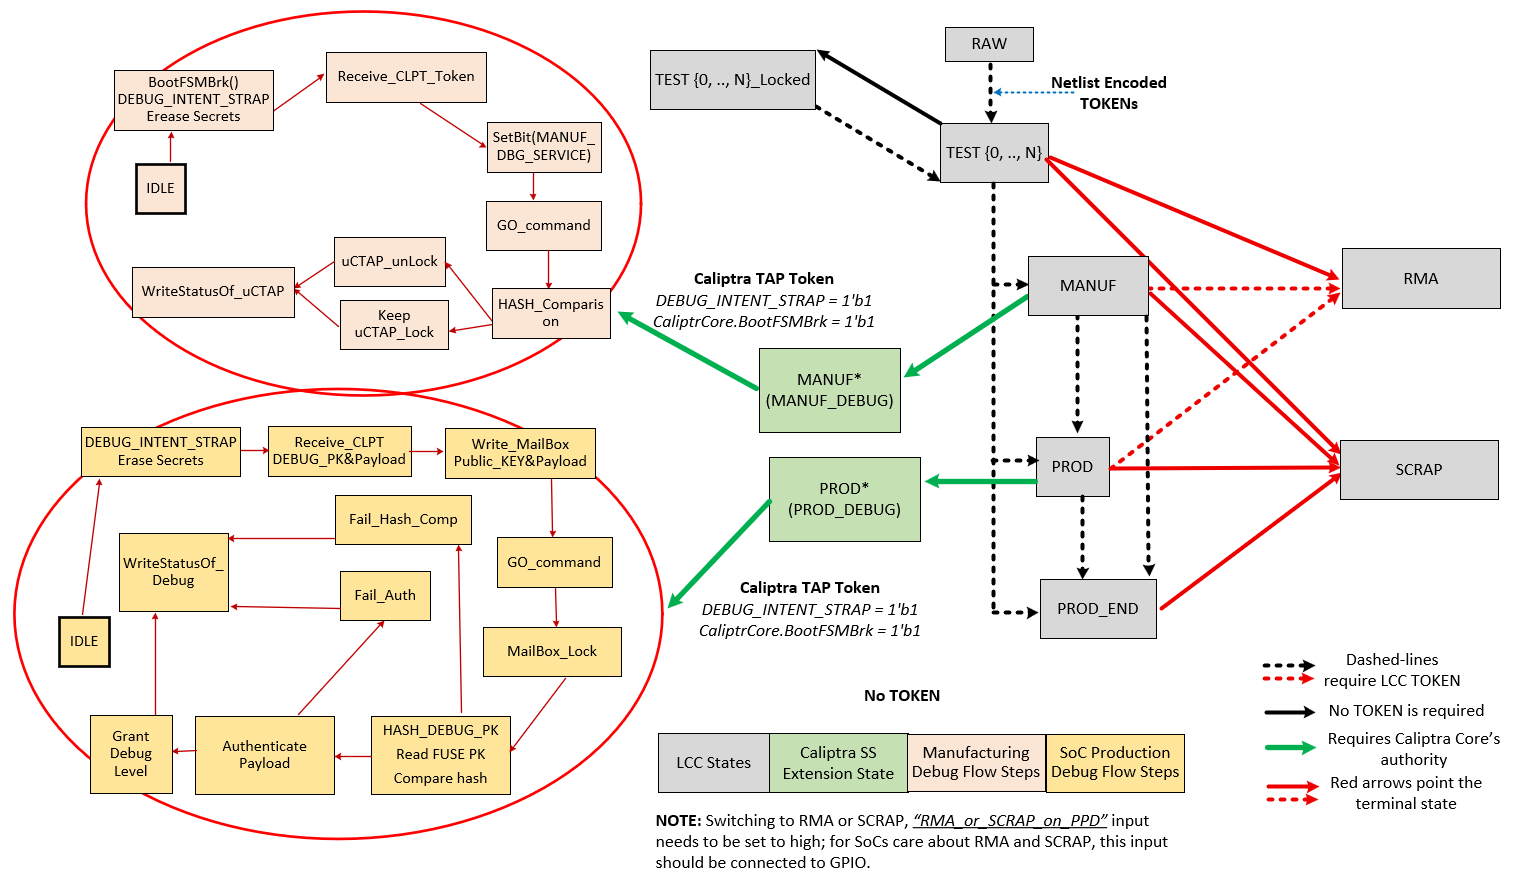 BootFSMBrk()
DEBUG_INTENT_STRAP
Erease Secrets
Receive_CLPT_Token
SetBit(MANUF_
DBG_SERVICE)
IDLE
GO_command
uCTAP_unLock
WriteStatusOf_uCTAP
Keep
uCTAP_Lock
HASH_Comparis
on
RAW
TEST {0, .., N}_Locked
Netlist Encoded
TOKENs
TEST {0, .., N}
RMA
MANUF
Caliptra TAP Token
DEBUG_INTENT_STRAP = 1'b1
CaliptrCore.BootFSMBrk = 1'b1
MANUF*
(MANUF_DEBUG)
PROD
SCRAP
PROD*
(PROD_DEBUG)
Caliptra TAP Token
DEBUG_INTENT_STRAP = 1'b1
CaliptrCore.BootFSMBrk = 1'b1
PROD_END
DEBUG_INTENT_STRAP
Erase Secrets
Receive_CLPT
DEBUG_PK&Payload
Write_MailBox
Public_KEY&Payload
Fail_Hash_Comp
WriteStatusOf_
Debug
GO_command
Fail_Auth
IDLE
MailBox_Lock
Grant
Debug
Level
Authenticate
Payload
HASH_DEBUG_PK
Read FUSE PK
Compare hash
No TOKEN
LCC States
Caliptra SS
Extension State
Manufacturing
Debug Flow Steps
SoC Production
Debug Flow Steps
Dashed-lines
require LCC TOKEN
No TOKEN is required
Requires Caliptra Core's
authority
Red arrows point the
terminal state
NOTE: Switching to RMA or SCRAP, “RMA_or_SCRAP_on_PPD” input
needs to be set to high; for SoCs care about RMA and SCRAP, this input
should be connected to GPIO.